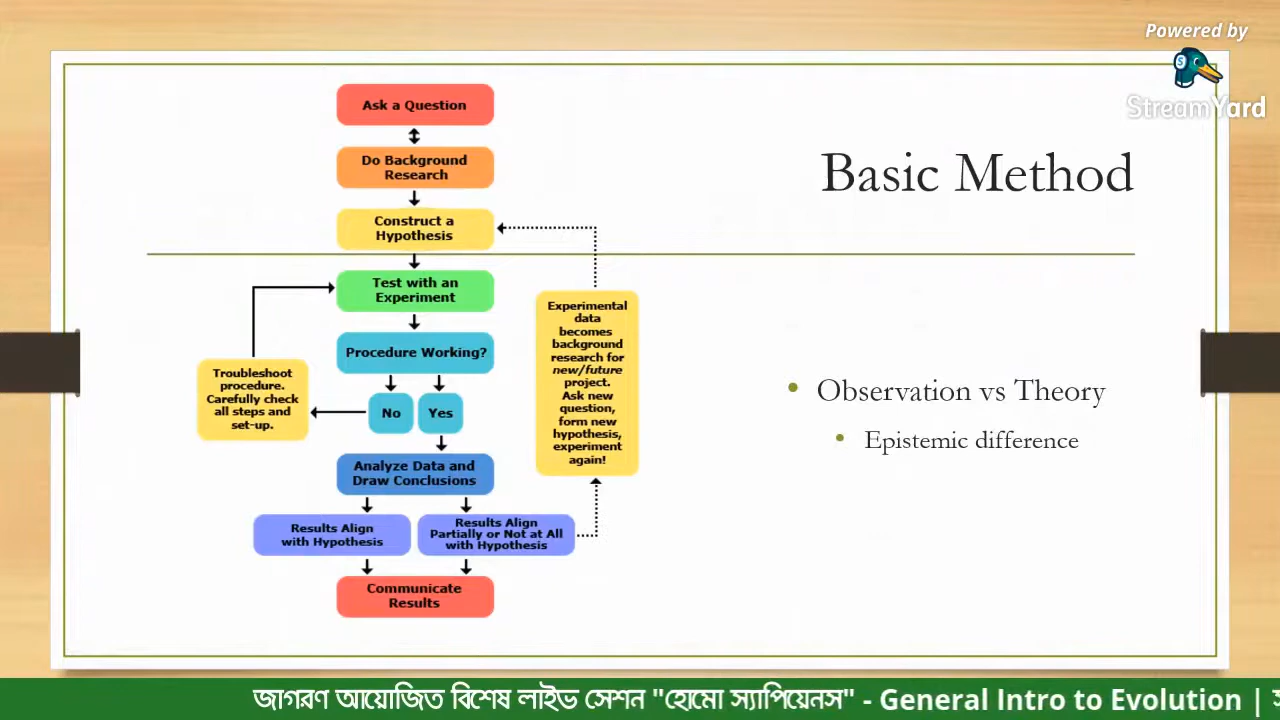 Powered by
StreamYard
Basic Method
Ask a Question
Do Background
Research
Construct a
Hypothesis
Test with an
Experiment
Procedure Working?
No
Yes
Troubleshoot
procedure.
Carefully check
all steps and
set-up.
Analyze Data and
Draw Conclusions
Results Align
with Hypothesis
Results Align
Partially or Not at All
with Hypothesis
Communicate
Results
Experimental
data
becomes
background
research for
new/future
project.
Ask new
question,
form new
hypothesis,
experiment
again!
Observation vs Theory
Epistemic difference
জাগরণ আয়োজিত বিশেষ লাইভ সেশন "হোমো স্যাপিয়েনস" - General Intro to Evolution |